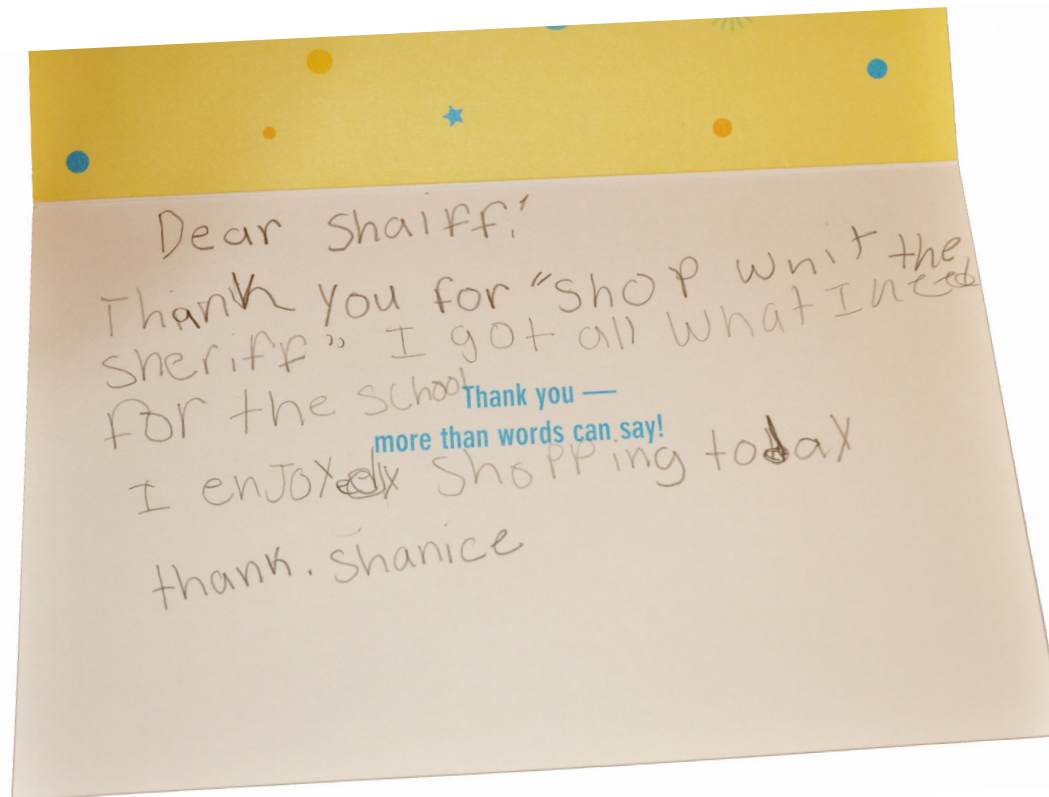 Dear Shaiff!
Thank you for "Shop wnit the
sheriff" I got all what I need
for the school
Thank you —
more than words can say!
I enJoy shopping today
thank. Shanice